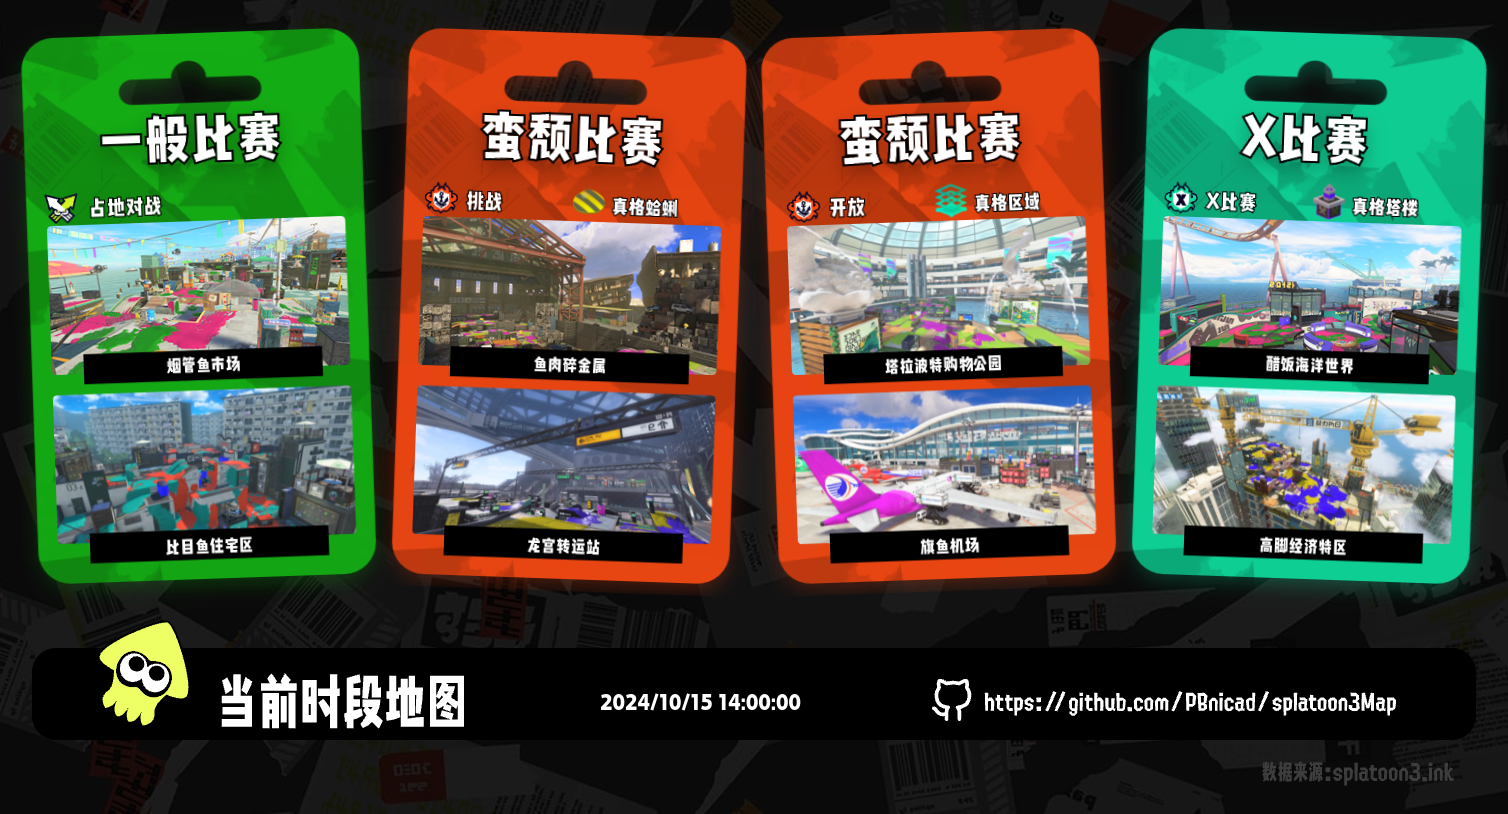 一般比赛
占地对战
烟管鱼市场
比目鱼住宅区
蛮颓比赛
挑战
真格蛤蜊
鱼肉碎金属
龙宫转运站
蛮颓比赛
开放
真格区域
塔拉波特购物公园
旗鱼机场
X比赛
X比赛
真格塔楼
醋饭海洋世界
高脚经济特区
当前时段地图
2024/10/15 14:00:00
https://github.com/PBnicad/splatoon3Map
数据来源:splatoon3.ink